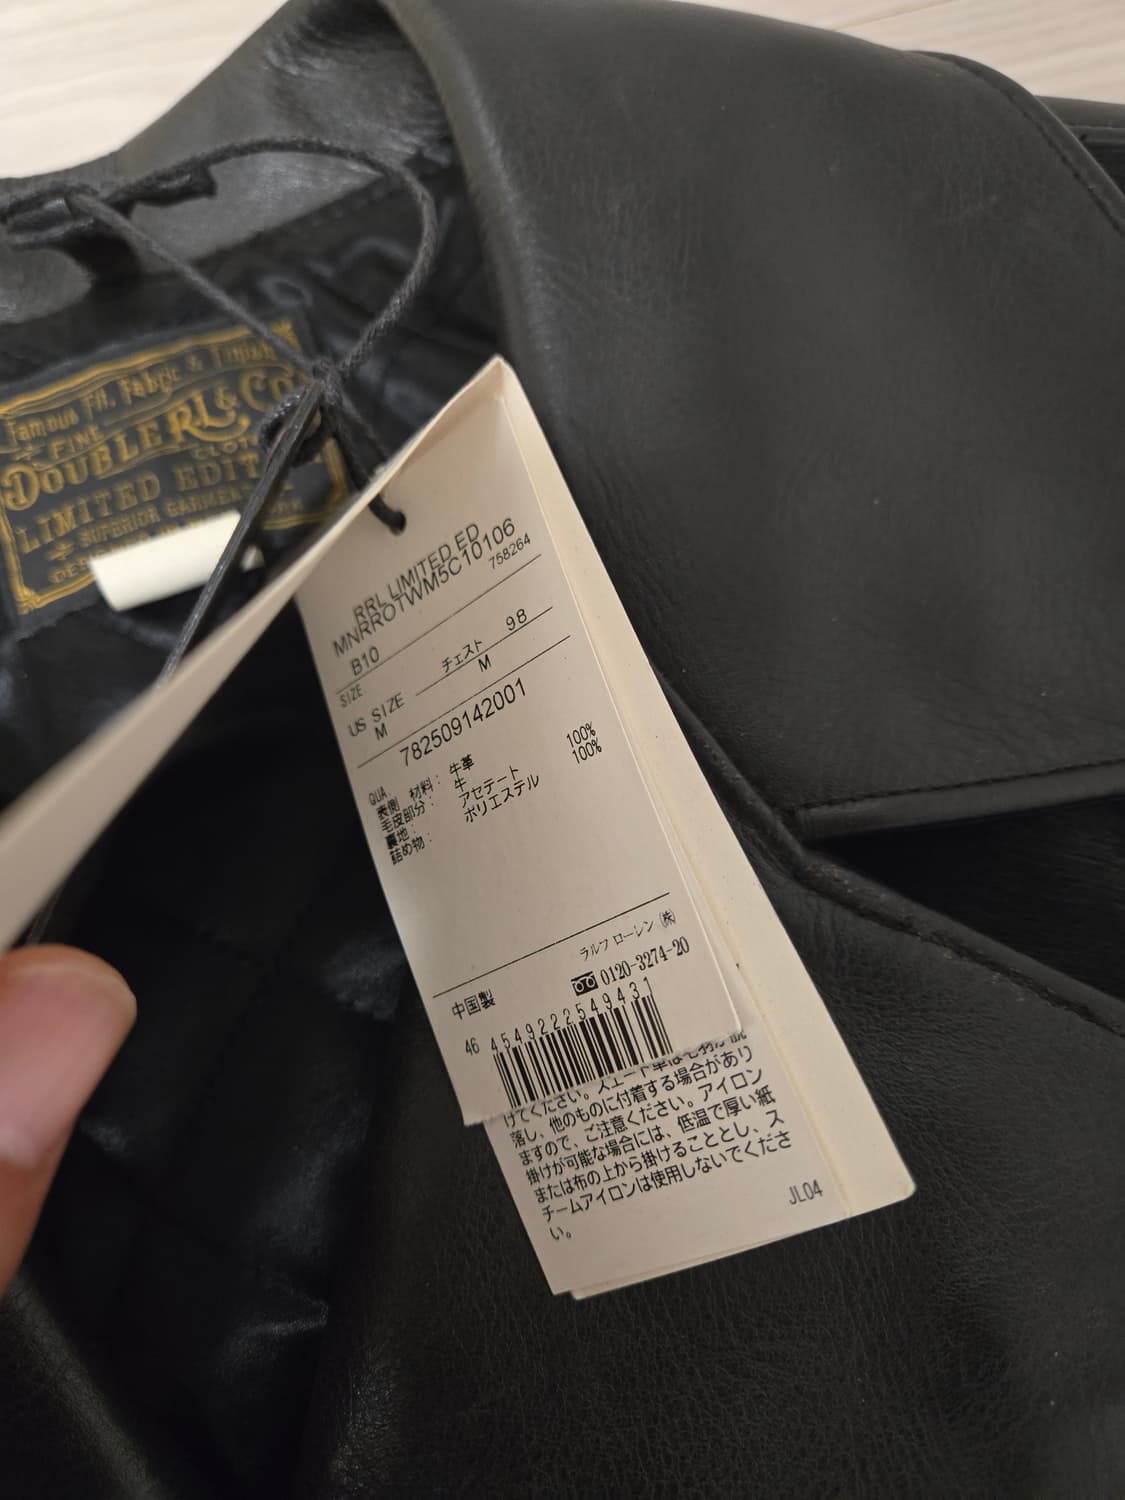 Famous Fit, Fabric & Finish
FINE
DOUBLE RL & Co
CLOTH
LIMITED EDIT
SUPERIOR GARMENTS
RRL LIMITED ED
MNRROTWM5C10106
758264
B10
SIZE チェスト 98
US SIZE M
M
782509142001
QUA
表側 材料: 牛革
毛皮部分: 牛
裏地: アセテート 100%
詰め物: ポリエステル 100%
ラルフ ローレン ㈱
0120-3274-20
中国製
46 4549222549431
けてください。スエード革は毛羽が脱
落し、他のものに付着する場合があり
ますので、ご注意ください。アイロン
掛けが可能な場合には、低温で厚い紙
または布の上から掛けることとし、ス
チームアイロンは使用しないでくださ
い。
JL04